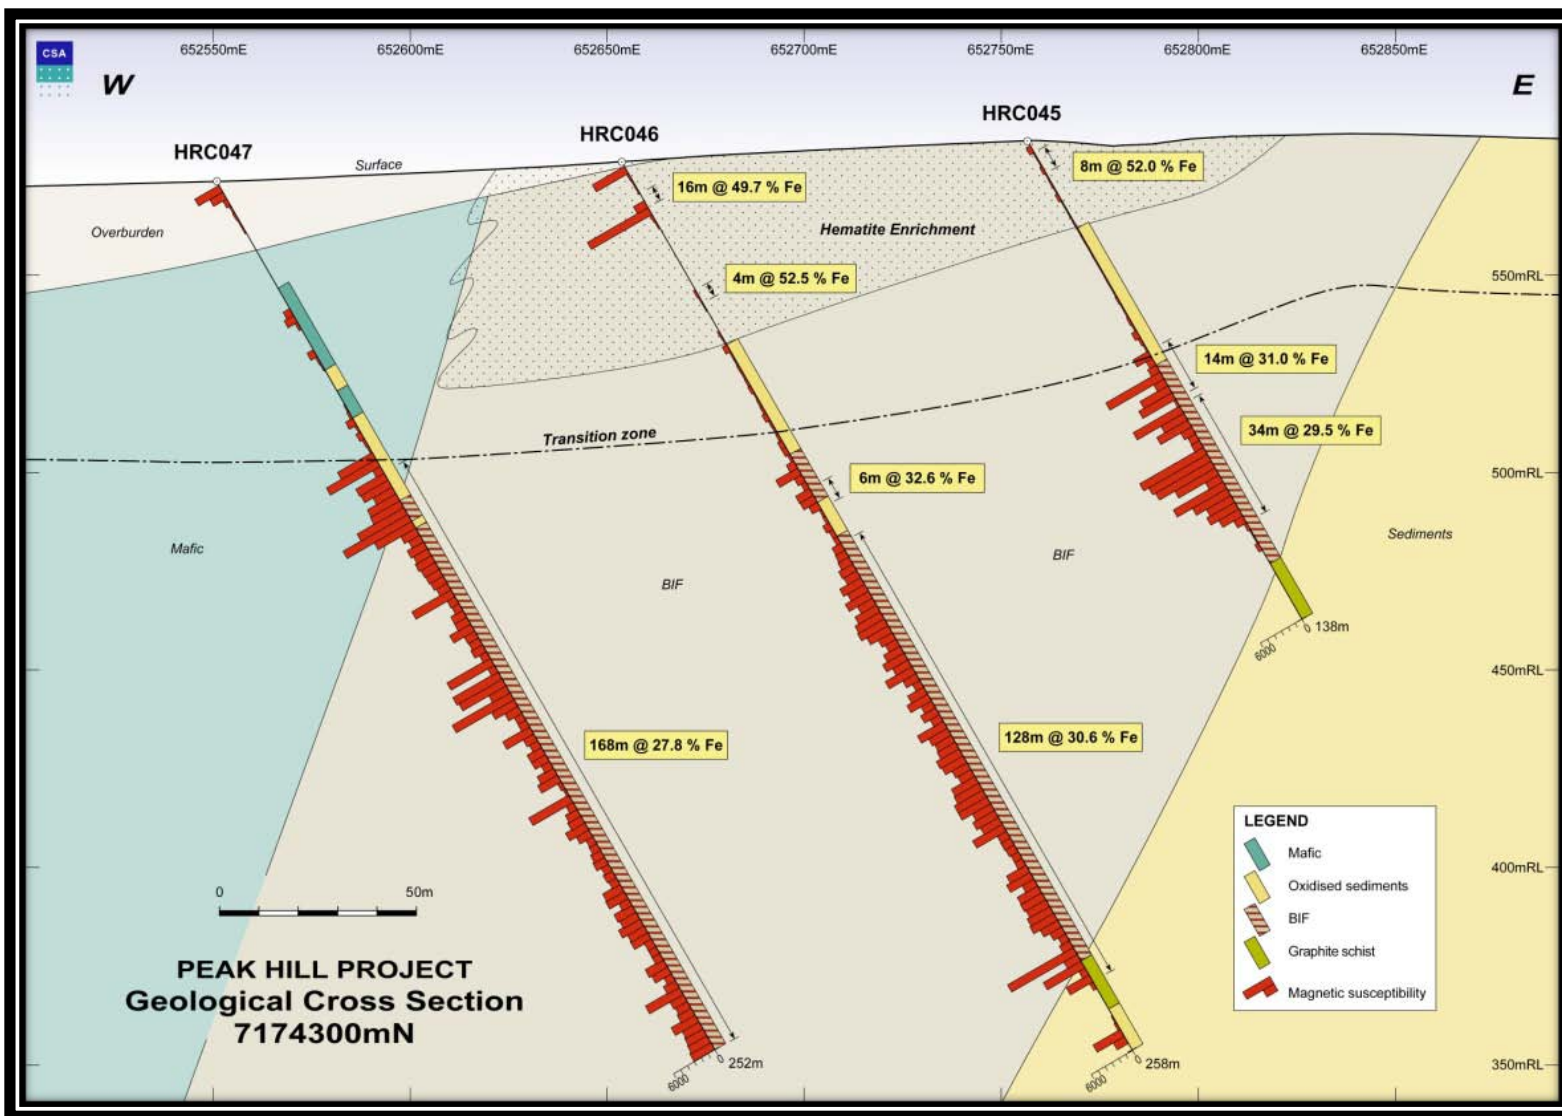 652550mE
652600mE
652650mE
652700mE
652750mE
652800mE
652850mE
CSA
W
E
HRC047
HRC046
HRC045
Surface
8m @ 52.0 % Fe
16m @ 49.7 % Fe
Overburden
Hematite Enrichment
4m @ 52.5 % Fe
550mRL
14m @ 31.0 % Fe
Transition zone
34m @ 29.5 % Fe
500mRL
6m @ 32.6 % Fe
Mafic
BIF
BIF
Sediments
0
138m
6000
450mRL
168m @ 27.8 % Fe
128m @ 30.6 % Fe
LEGEND
Mafic
Oxidised sediments
BIF
Graphite schist
Magnetic susceptibility
400mRL
0
50m
PEAK HILL PROJECT
Geological Cross Section
7174300mN
0
252m
6000
0
258m
6000
350mRL